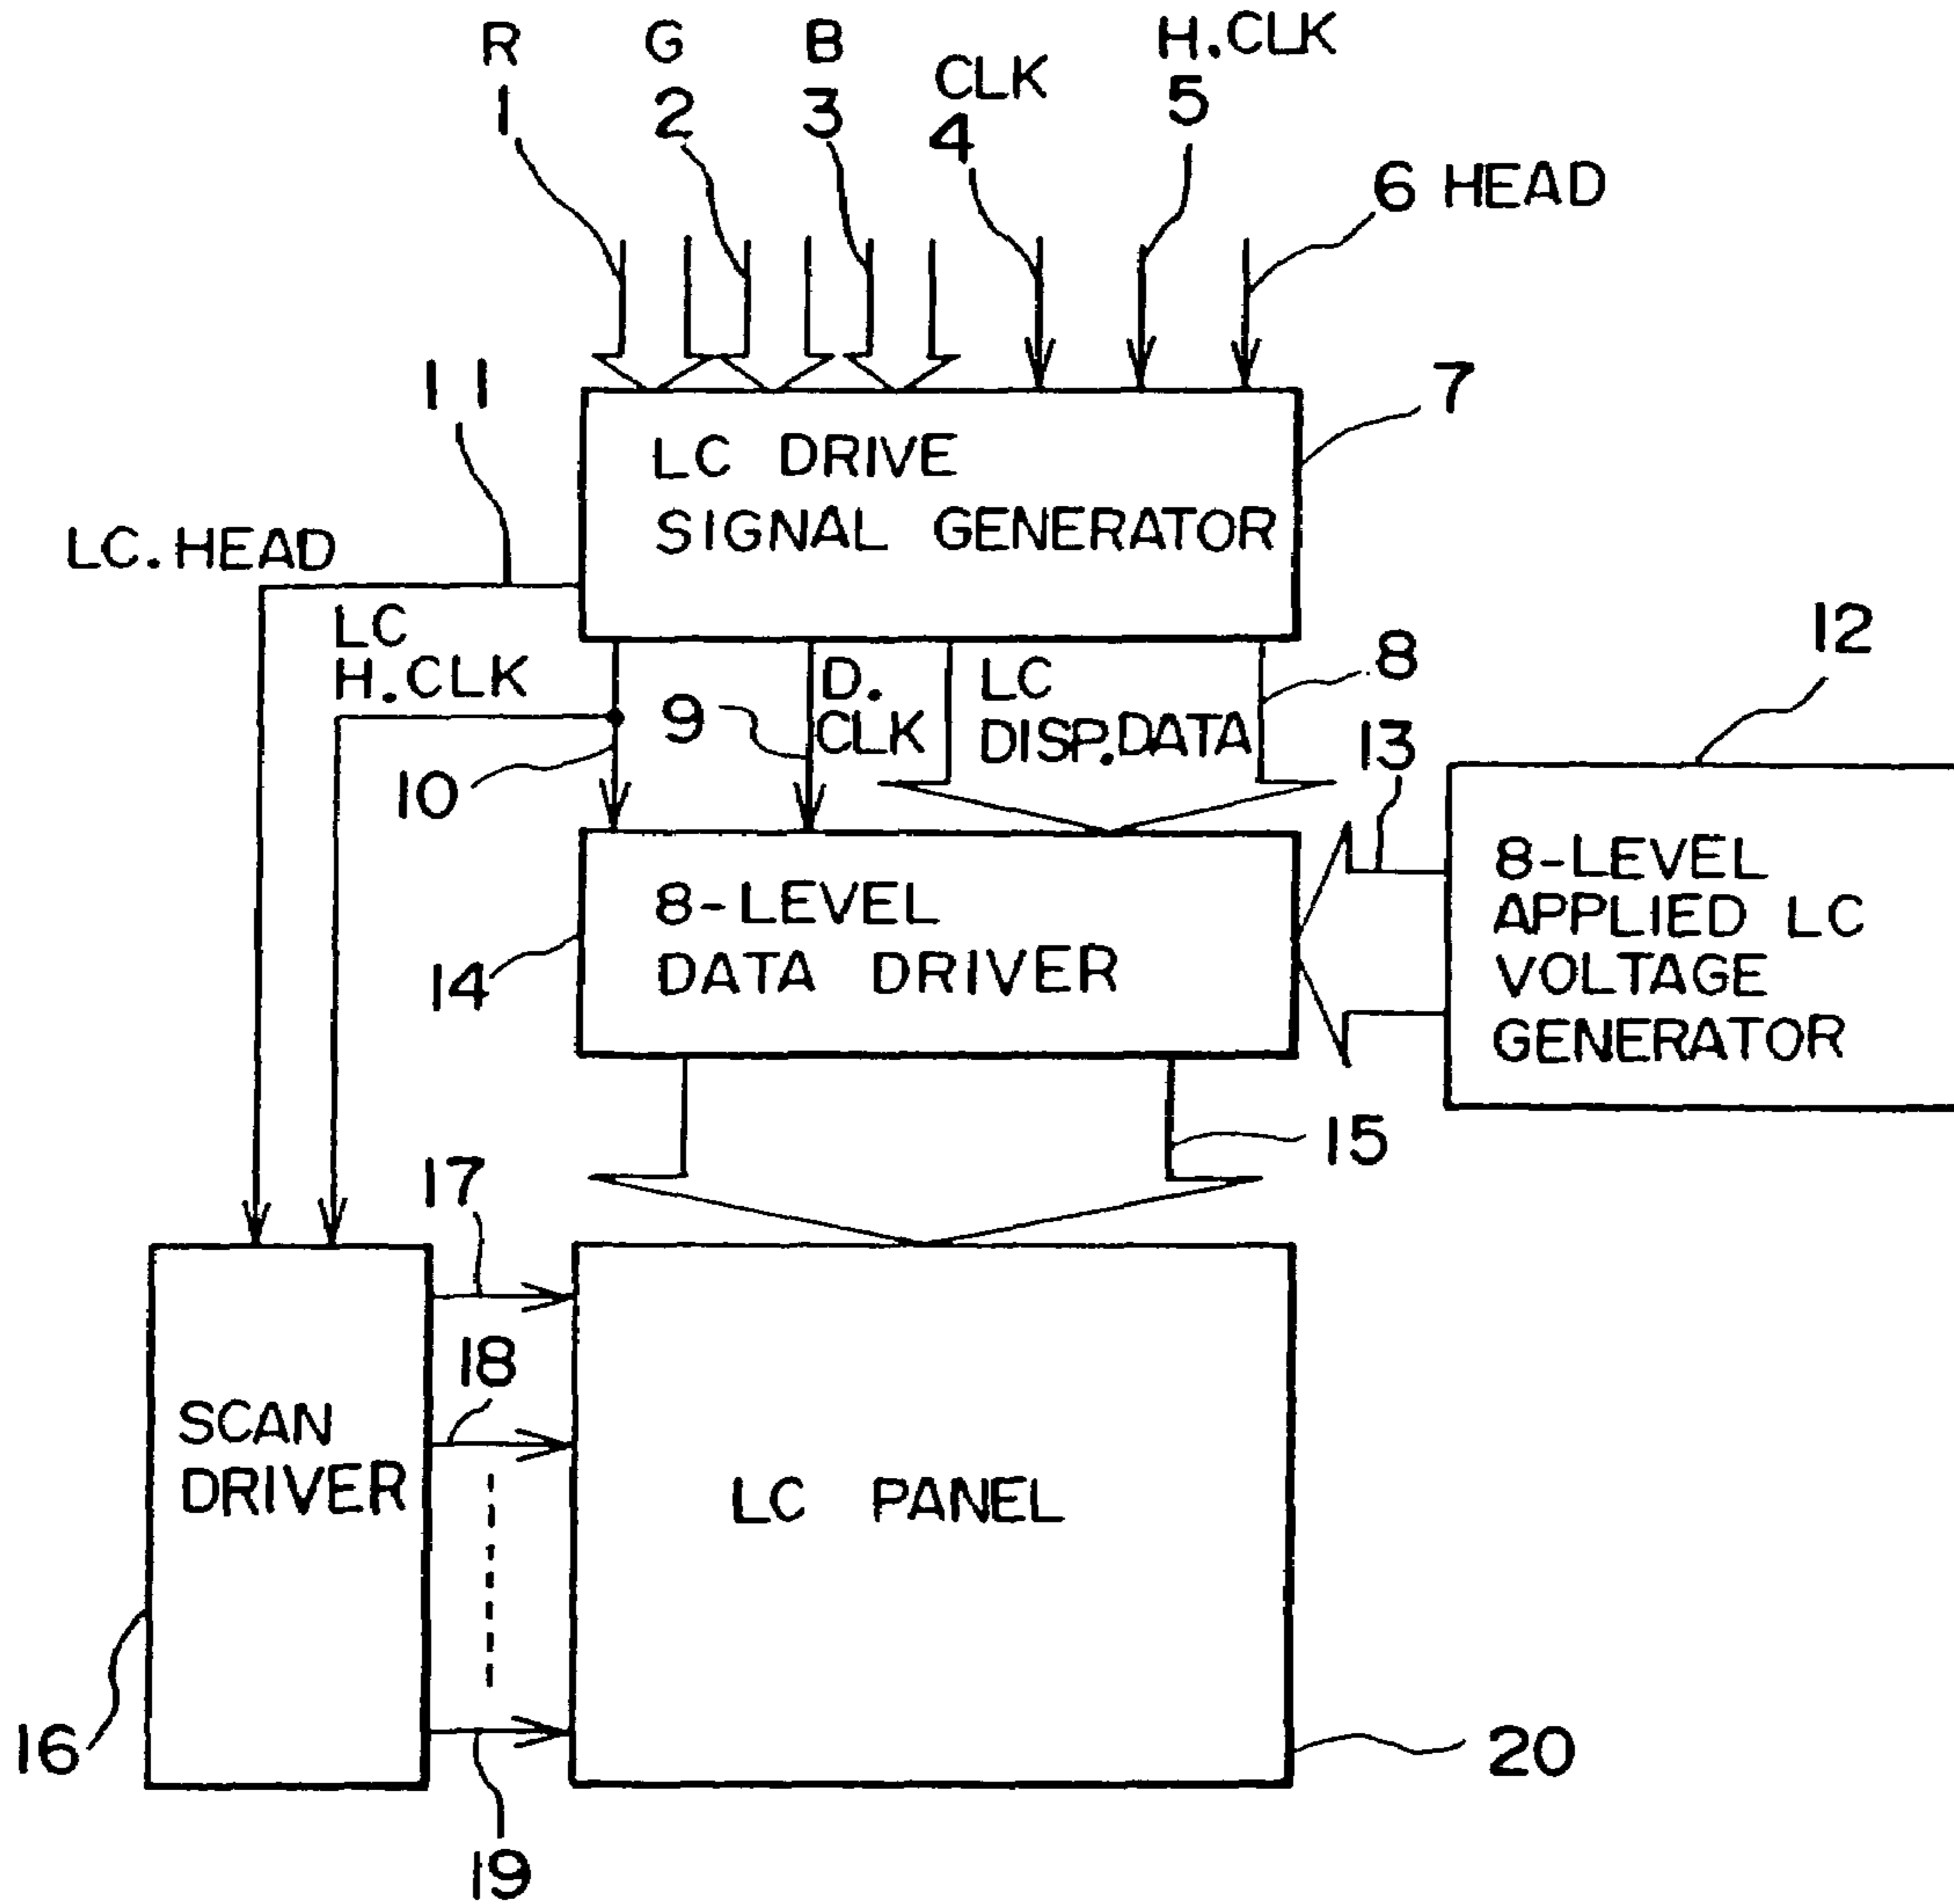 R
G
B
CLK
H.CLK
1
2
3
4
5
6 HEAD
7
LC DRIVE
SIGNAL GENERATOR
11
LC.HEAD
LC
H.CLK
10
9
D.
CLK
LC
DISP.DATA
8
12
13
8-LEVEL
APPLIED LC
VOLTAGE
GENERATOR
8-LEVEL
DATA DRIVER
14
15
17
18
SCAN
DRIVER
LC PANEL
16
19
20